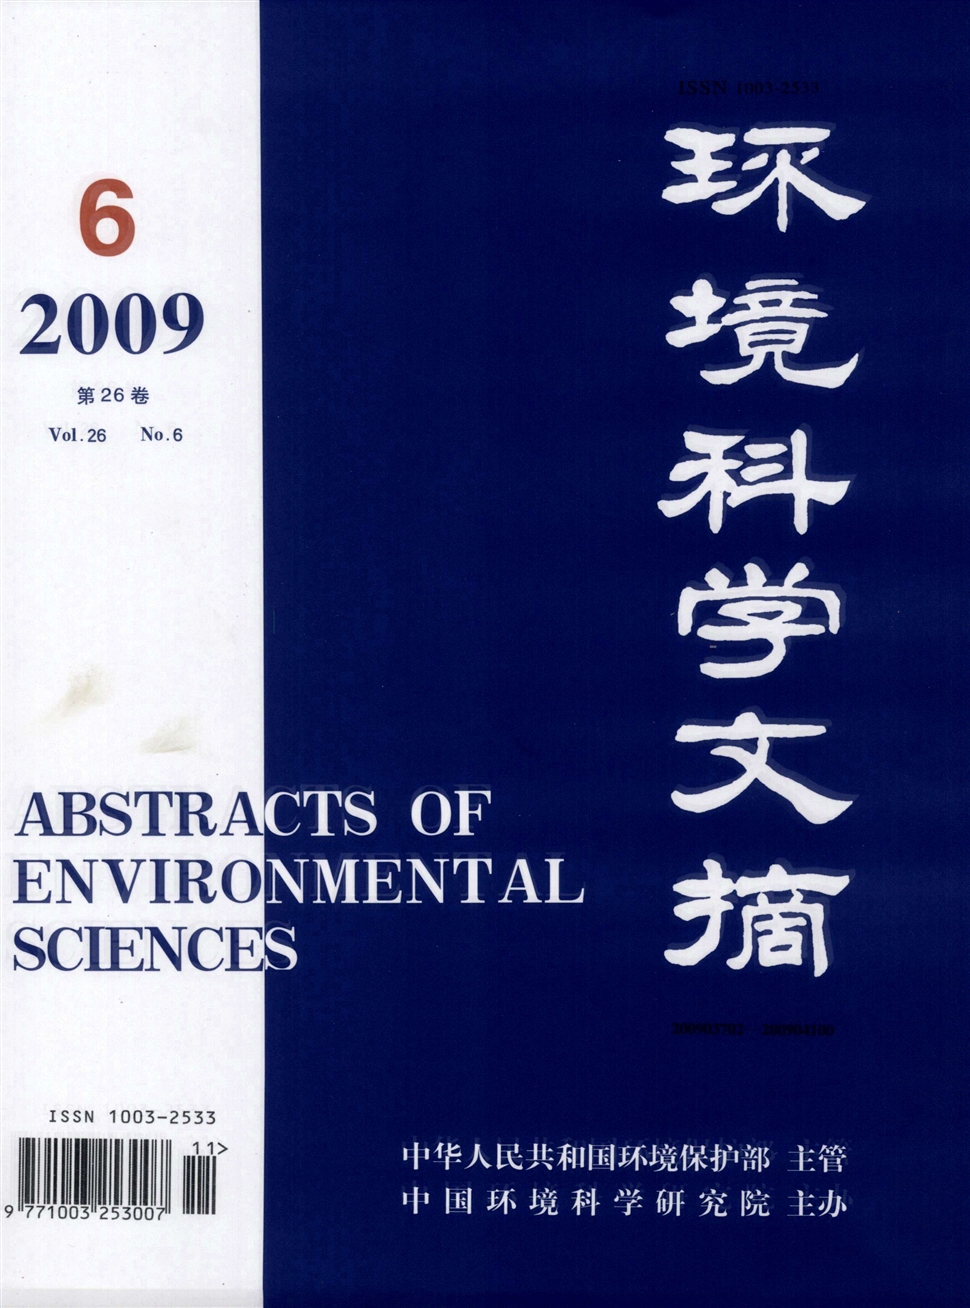 ISSN 1003-2533
环境科学文摘
6
2009
第26卷
Vol.26 No.6
ABSTRACTS OF
ENVIRONMENTAL
SCIENCES
200903702—200904100
ISSN 1003-2533
11>
9 771003 253007
中华人民共和国环境保护部 主管
中国环境科学研究院 主办